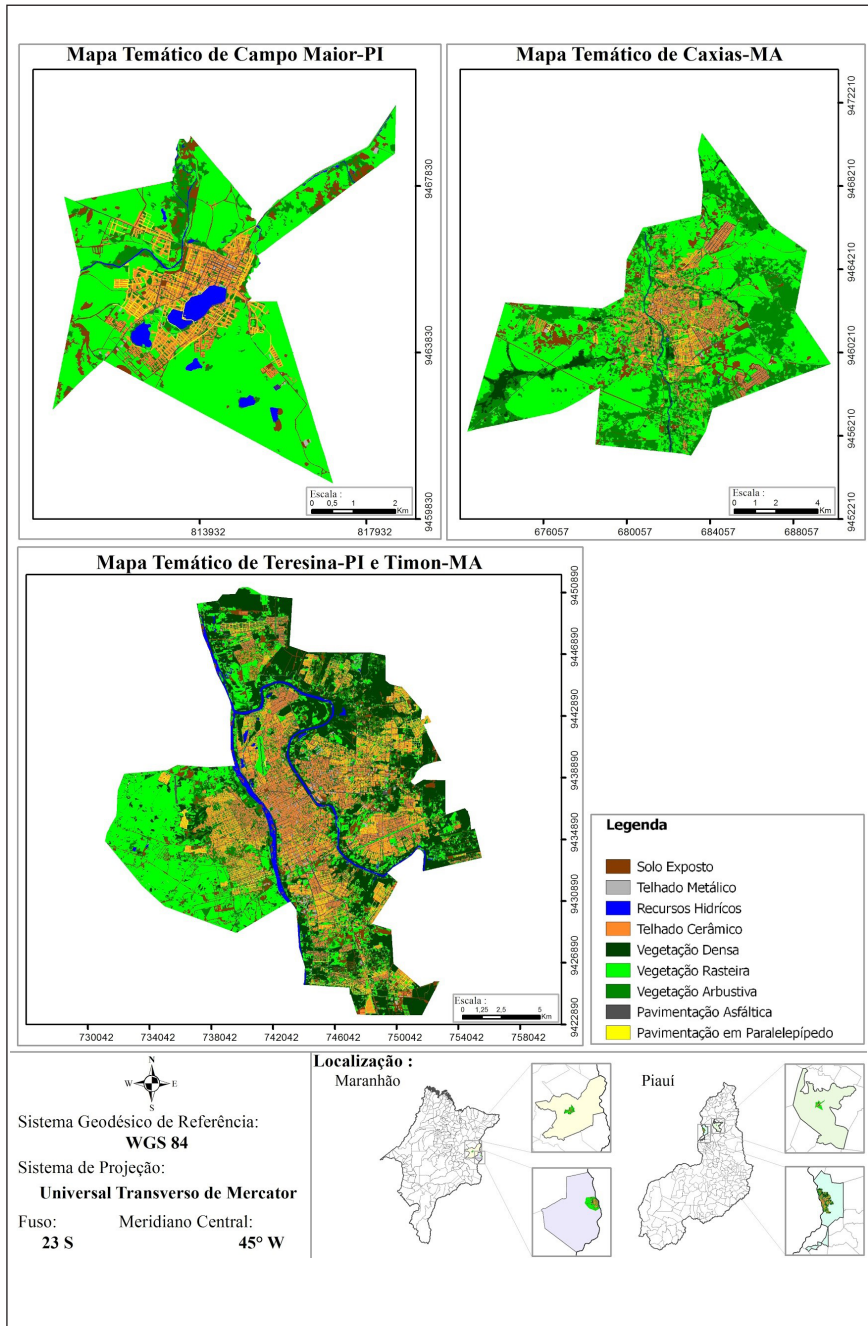 Mapa Temático de Campo Maior-PI
9467830
9463830
9459830
Escala :
0 0,5 1 2
Km
813932 817932
Mapa Temático de Caxias-MA
9472210
9468210
9464210
9460210
9456210
9452210
Escala :
0 1 2 4
Km
676057 680057 684057 688057
Mapa Temático de Teresina-PI e Timon-MA
9450890
9446890
9442890
9438890
9434890
9430890
9426890
9422890
Escala :
0 1,25 2,5 5
Km
730042 734042 738042 742042 746042 750042 754042 758042
Legenda
Solo Exposto
Telhado Metálico
Recursos Hidrícos
Telhado Cerâmico
Vegetação Densa
Vegetação Rasteira
Vegetação Arbustiva
Pavimentação Asfáltica
Pavimentação em Paralelepípedo
N
W E
S
Sistema Geodésico de Referência:
WGS 84
Sistema de Projeção:
Universal Transverso de Mercator
Fuso: Meridiano Central:
23 S 45° W
Localização :
Maranhão
Piauí